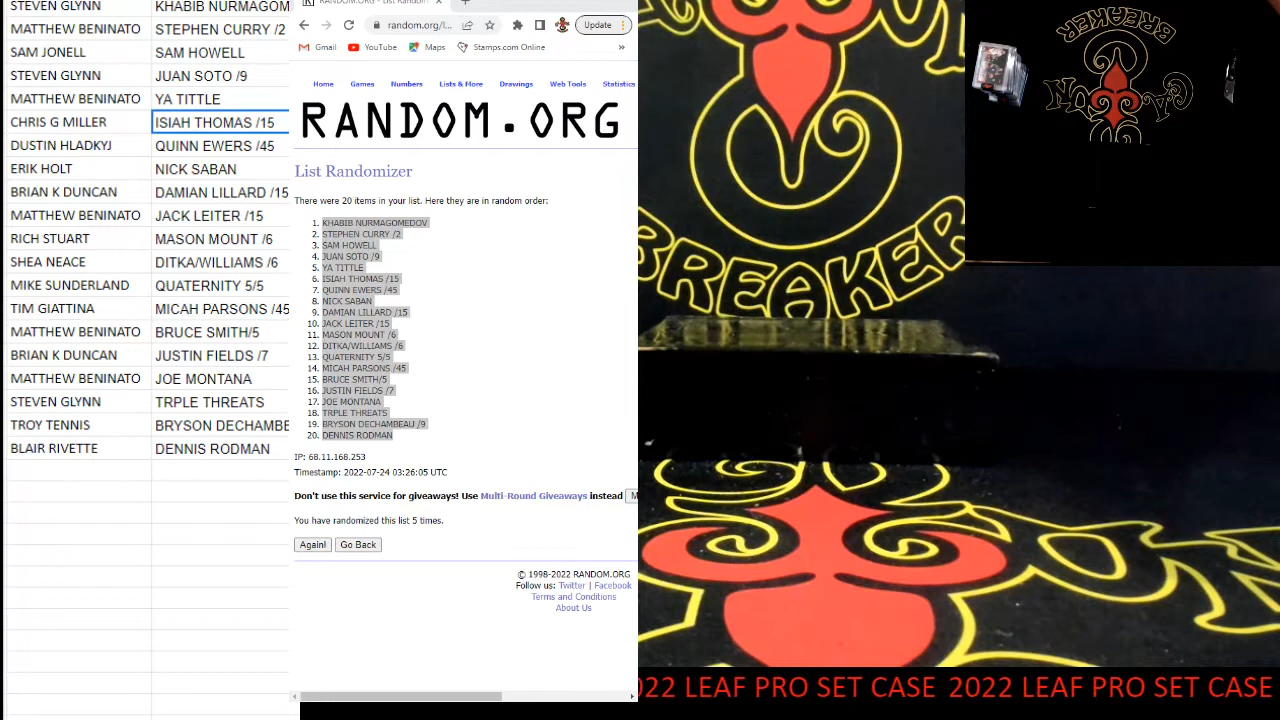 STEVEN GLYNN KHABIB NURMAGOM
MATTHEW BENINATO STEPHEN CURRY /2
SAM JONELL SAM HOWELL
STEVEN GLYNN JUAN SOTO /9
MATTHEW BENINATO YA TITTLE
CHRIS G MILLER ISIAH THOMAS /15
DUSTIN HLADKYJ QUINN EWERS /45
ERIK HOLT NICK SABAN
BRIAN K DUNCAN DAMIAN LILLARD /15
MATTHEW BENINATO JACK LEITER /15
RICH STUART MASON MOUNT /6
SHEA NEACE DITKA/WILLIAMS /6
MIKE SUNDERLAND QUATERNITY 5/5
TIM GIATTINA MICAH PARSONS /45
MATTHEW BENINATO BRUCE SMITH/5
BRIAN K DUNCAN JUSTIN FIELDS /7
MATTHEW BENINATO JOE MONTANA
STEVEN GLYNN TRPLE THREATS
TROY TENNIS BRYSON DECHAMBE
BLAIR RIVETTE DENNIS RODMAN
RANDOM.ORG - List Random
random.org/l... Update
Gmail YouTube Maps Stamps.com Online »
Home Games Numbers Lists & More Drawings Web Tools Statistics
RANDOM.ORG
List Randomizer
There were 20 items in your list. Here they are in random order:
1. KHABIB NURMAGOMEDOV
2. STEPHEN CURRY /2
3. SAM HOWELL
4. JUAN SOTO /9
5. YA TITTLE
6. ISIAH THOMAS /15
7. QUINN EWERS /45
8. NICK SABAN
9. DAMIAN LILLARD /15
10. JACK LEITER /15
11. MASON MOUNT /6
12. DITKA/WILLIAMS /6
13. QUATERNITY 5/5
14. MICAH PARSONS /45
15. BRUCE SMITH/5
16. JUSTIN FIELDS /7
17. JOE MONTANA
18. TRPLE THREATS
19. BRYSON DECHAMBEAU /9
20. DENNIS RODMAN
IP: 68.11.168.253
Timestamp: 2022-07-24 03:26:05 UTC
Don't use this service for giveaways! Use Multi-Round Giveaways instead M
You have randomized this list 5 times.
Again! Go Back
© 1998-2022 RANDOM.ORG
Follow us: Twitter | Facebook
Terms and Conditions
About Us
BREAKER
BREAKER
022 LEAF PRO SET CASE 2022 LEAF PRO SET CASE